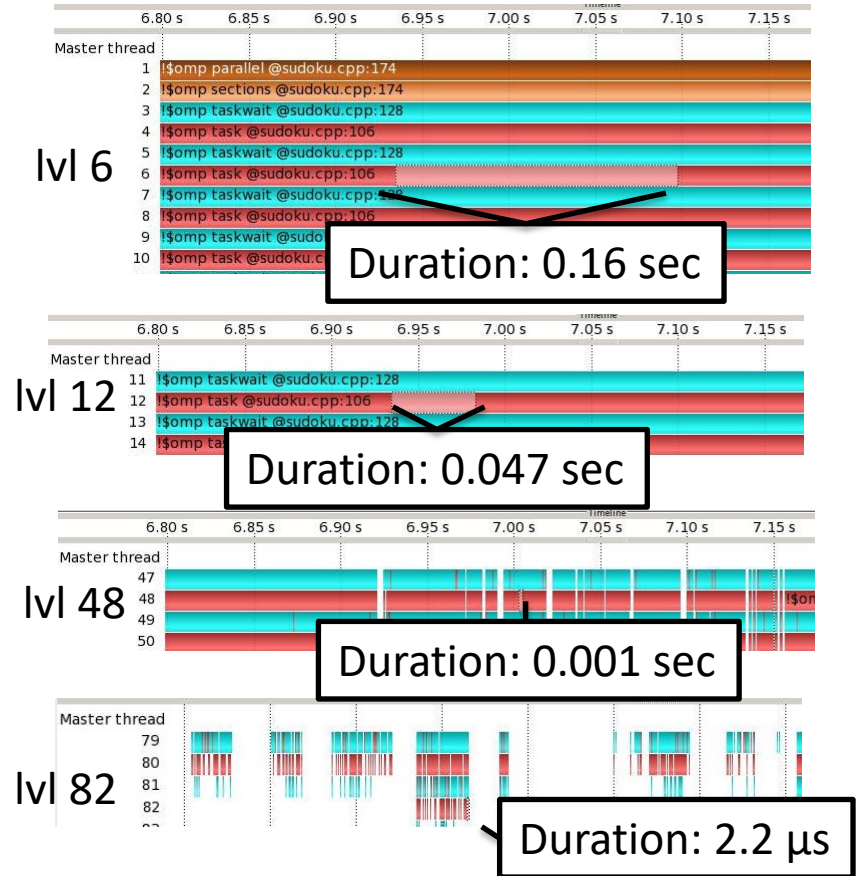 Timeline
6.80 s 6.85 s 6.90 s 6.95 s 7.00 s 7.05 s 7.10 s 7.15 s
Master thread
1 !$omp parallel @sudoku.cpp:174
2 !$omp sections @sudoku.cpp:174
3 !$omp taskwait @sudoku.cpp:128
4 !$omp task @sudoku.cpp:106
5 !$omp taskwait @sudoku.cpp:128
lvl 6
6 !$omp task @sudoku.cpp:106
7 !$omp taskwait @sudoku.cpp:128
8 !$omp task @sudoku.cpp:106
9 !$omp taskwait @sudo
10 !$omp task @sudoku.c
Duration: 0.16 sec
Timeline
6.80 s 6.85 s 6.90 s 6.95 s 7.00 s 7.05 s 7.10 s 7.15 s
Master thread
lvl 12
11 !$omp taskwait @sudoku.cpp:128
12 !$omp task @sudoku.cpp:106
13 !$omp taskwait @sudoku.cpp:128
14 !$omp ta
Duration: 0.047 sec
Timeline
6.80 s 6.85 s 6.90 s 6.95 s 7.00 s 7.05 s 7.10 s 7.15 s
Master thread
47
lvl 48
48 !$on
49
50
Duration: 0.001 sec
Master thread
79
80
81
lvl 82
82
Duration: 2.2 µs